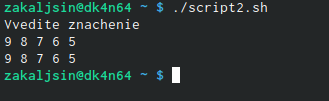 zakaljsin@dk4n64 ~ $ ./script2.sh
Vvedite znachenie
9 8 7 6 5
9 8 7 6 5
zakaljsin@dk4n64 ~ $